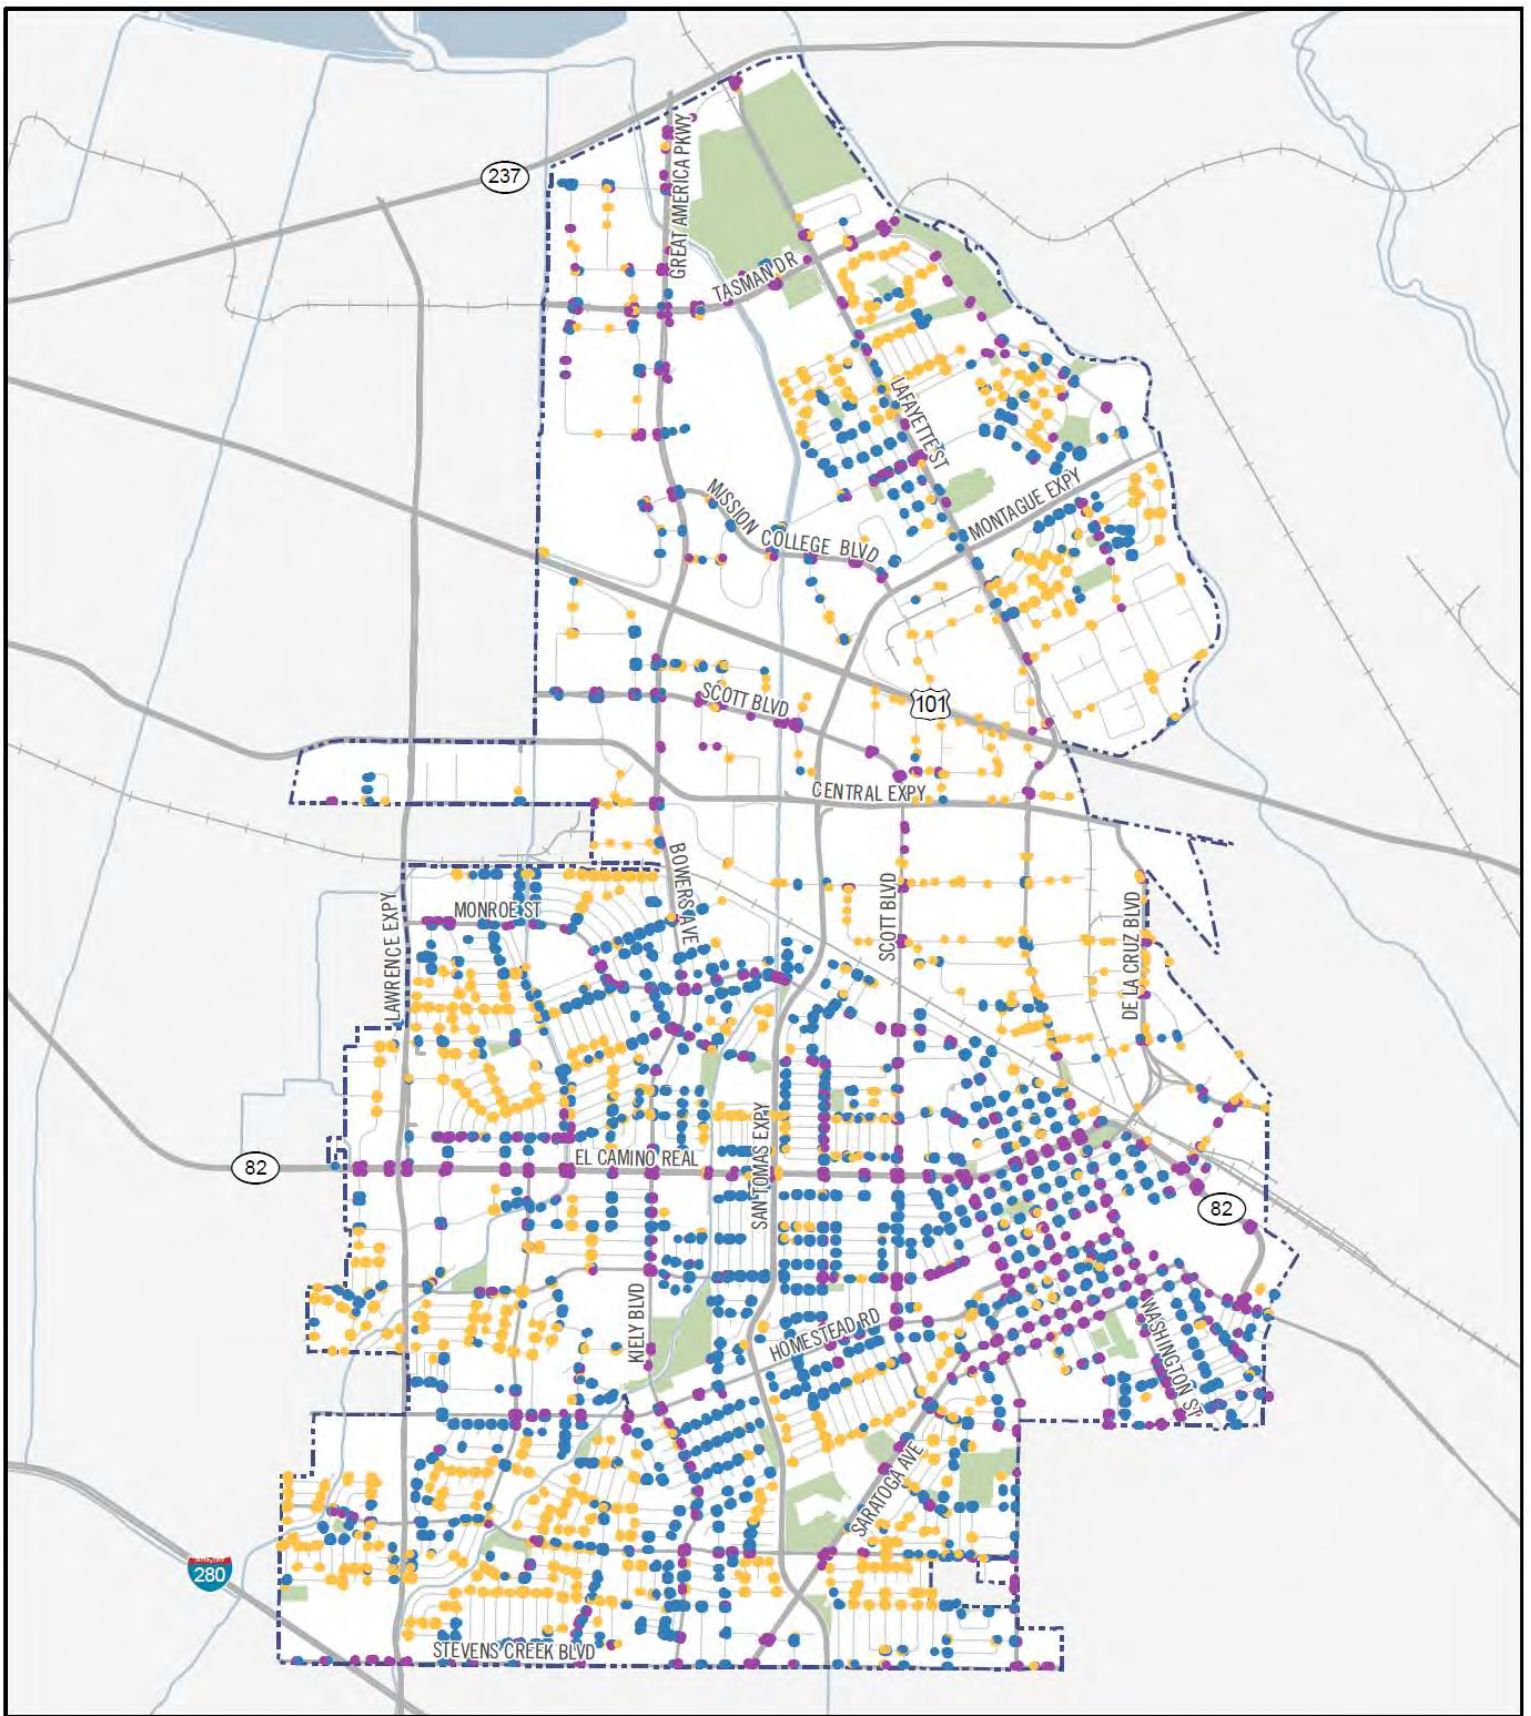 237
GREAT AMERICA PKWY
TASMAN DR
LAFAYETTE ST
MISSION COLLEGE BLVD
MONTAGUE EXPY
SCOTT BLVD
101
CENTRAL EXPY
BOWERS AVE
LAWRENCE EXPY
MONROE ST
SCOTT BLVD
DE LA CRUZ BLVD
82
EL CAMINO REAL
SAN TOMAS EXPY
82
KIELY BLVD
HOMESTEAD RD
WASHINGTON ST
SARATOGA AVE
280
STEVENS CREEK BLVD